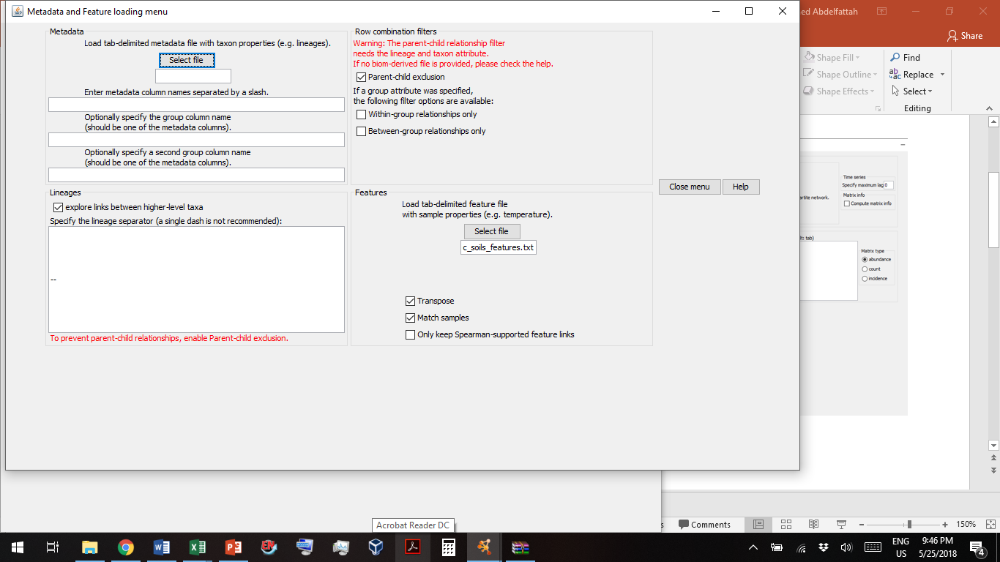 Metadata and Feature loading menu
Metadata
Load tab-delimited metadata file with taxon properties (e.g. lineages).
Select file
Enter metadata column names separated by a slash.
Optionally specify the group column name
(should be one of the metadata columns).
Optionally specify a second group column name
(should be one of the metadata columns).
Row combination filters
Warning: The parent-child relationship filter
needs the lineage and taxon attribute.
If no biom-derived file is provided, please check the help.
Parent-child exclusion
If a group attribute was specified,
the following filter options are available:
Within-group relationships only
Between-group relationships only
Close menu
Help
Lineages
explore links between higher-level taxa
Specify the lineage separator (a single dash is not recommended):
--
To prevent parent-child relationships, enable Parent-child exclusion.
Features
Load tab-delimited feature file
with sample properties (e.g. temperature).
Select file
c_soils_features.txt
Transpose
Match samples
Only keep Spearman-supported feature links
ed Abdelfattah
Share
Shape Fill
Shape Outline
Shape Effects
Find
Replace
Select
Editing
Time series
Specify maximum lag 0
artite network.
Matrix info
Compute matrix info
lt: tab)
Matrix type
abundance
count
incidence
s
Comments
150%
Acrobat Reader DC
ENG
US
9:46 PM
5/25/2018
4